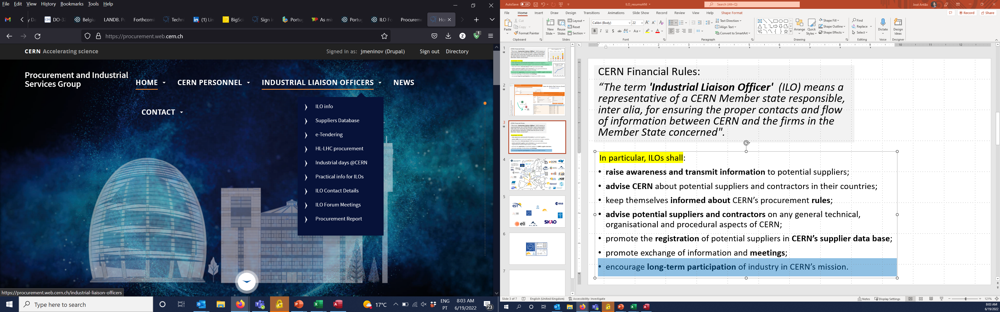 File Edit View History Bookmarks Tools Help
DO-32 Belgiu LANDB. Po Forthcomi Techni (1) Lin BigSci Sign i Portu As mi Portu ILO Fo Procureme Ho
https://procurement.web.cern.ch
CERN Accelerating science
Signed in as: jmeninov (Drupal) Sign out Directory
Procurement and Industrial
Services Group
HOME CERN PERSONNEL INDUSTRIAL LIAISON OFFICERS NEWS
CONTACT
ILO info
Suppliers Database
e-Tendering
HL-LHC procurement
Industrial days @CERN
Practical info for ILOs
ILO Contact Details
ILO Forum Meetings
Procurement Report
https://procurement.web.cern.ch/industrial-liaison-officers
Type here to search
17°C
ENG
PT
8:03 AM
6/19/2022
23
AutoSave Off
ILO_resumoANI
Search (Alt+Q)
José Antão
File Home Insert Draw Design Transitions Animations Slide Show Record Review View Help Shape Format
Record Share
Paste
Cut
Copy
Format Painter
Clipboard
New
Slide
Reuse
Slides
Layout
Reset
Section
Slides
Calibri (Body) 22
Font
Text Direction
Align Text
Convert to SmartArt
Paragraph
Arrange
Quick
Styles
Shape Fill
Shape Outline
Shape Effects
Drawing
Find
Replace
Select
Editing
Dictate
Voice
Design
Ideas
Designer
1
2
3
4
5
6
7
CERN Financial Rules:
“The term 'Industrial Liaison Officer' (ILO) means a
representative of a CERN Member state responsible,
inter alia, for ensuring the proper contacts and flow
of information between CERN and the firms in the
Member State concerned".
In particular, ILOs shall:
• raise awareness and transmit information to potential suppliers;
• advise CERN about potential suppliers and contractors in their countries;
• keep themselves informed about CERN’s procurement rules;
• advise potential suppliers and contractors on any general technical,
organisational and procedural aspects of CERN;
• promote the registration of potential suppliers in CERN’s supplier data base;
• promote exchange of information and meetings;
• encourage long-term participation of industry in CERN’s mission.
Slide 3 of 7 English (United Kingdom) Accessibility: Investigate
Notes Display Settings 121%
8:03 AM
6/19/2022